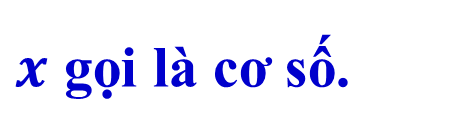 x gọi là cơ số.